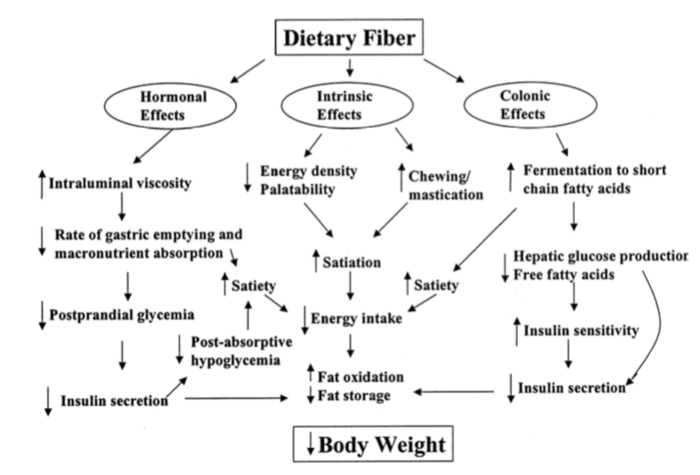 Dietary Fiber
Hormonal
Effects
Intrinsic
Effects
Colonic
Effects
↑ Intraluminal viscosity
↓ Energy density
Palatability
↑ Chewing/
mastication
↑ Fermentation to short
chain fatty acids
↓ Rate of gastric emptying and
macronutrient absorption
↑ Satiation
↓ Hepatic glucose production
Free fatty acids
↑ Satiety
↑ Satiety
↓ Postprandial glycemia
↓ Energy intake
↑ Insulin sensitivity
↓ Post-absorptive
hypoglycemia
↑ Fat oxidation
↓ Fat storage
↓ Insulin secretion
↓ Insulin secretion
↓ Body Weight